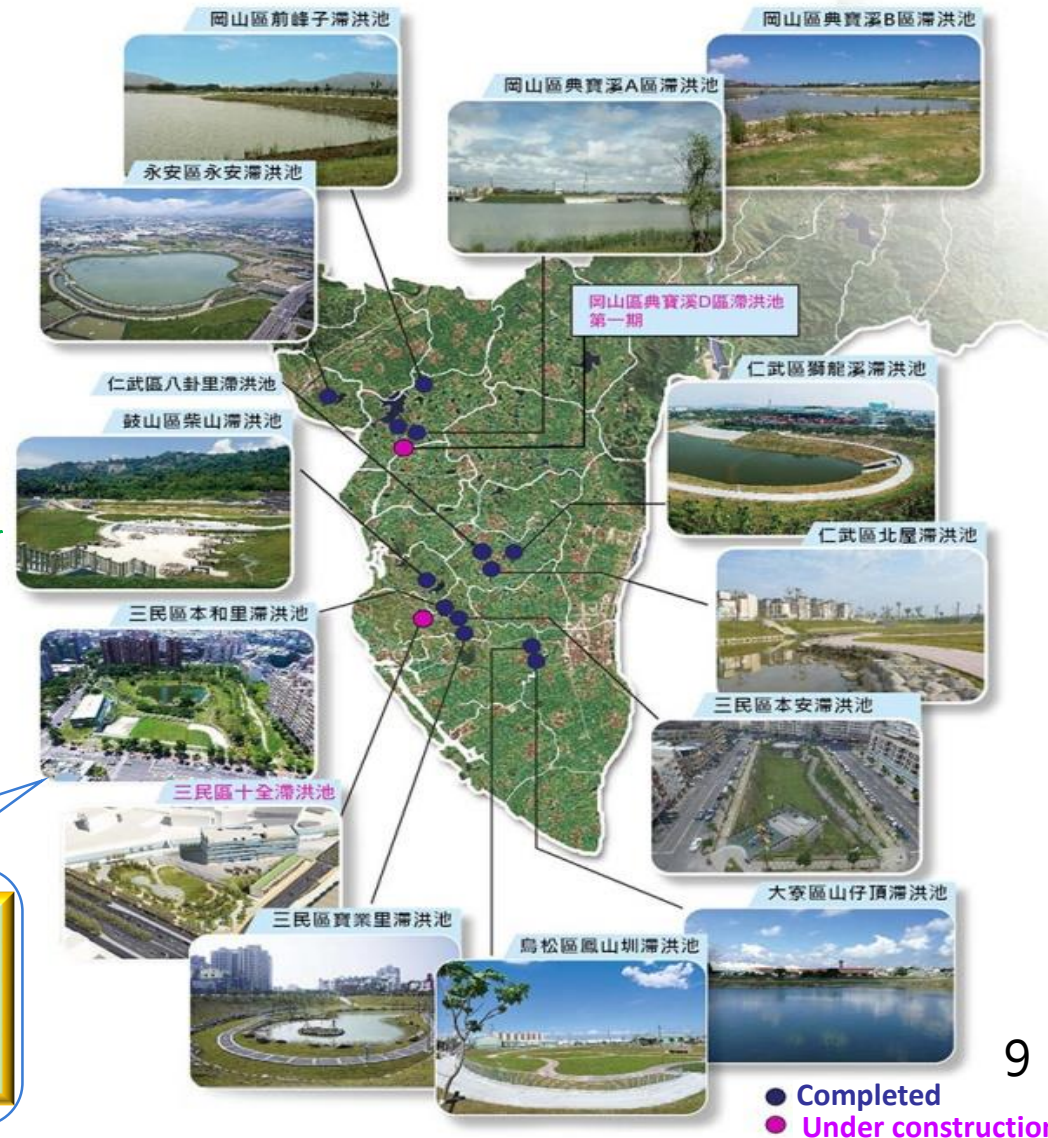 岡山區前峰子滯洪池
岡山區典寶溪B區滯洪池
岡山區典寶溪A區滯洪池
永安區永安滯洪池
岡山區典寶溪D區滯洪池
第一期
仁武區八卦里滯洪池
仁武區獅龍溪滯洪池
鼓山區柴山滯洪池
仁武區北屋滯洪池
三民區本和里滯洪池
三民區本安滯洪池
三民區十全滯洪池
大寮區山仔頂滯洪池
三民區寶業里滯洪池
鳥松區鳳山圳滯洪池
9
Completed
Under construction